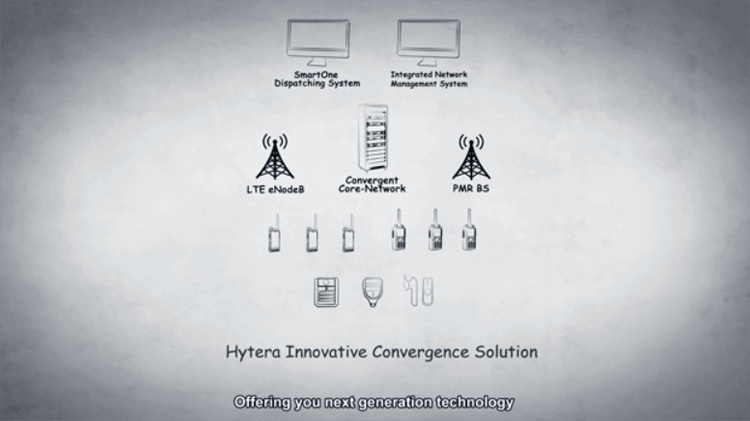 SmartOne
Dispatching System
Integrated Network
Management System
LTE eNodeB
Convergent
Core-Network
PMR BS
Hytera Innovative Convergence Solution
Offering you next generation technology